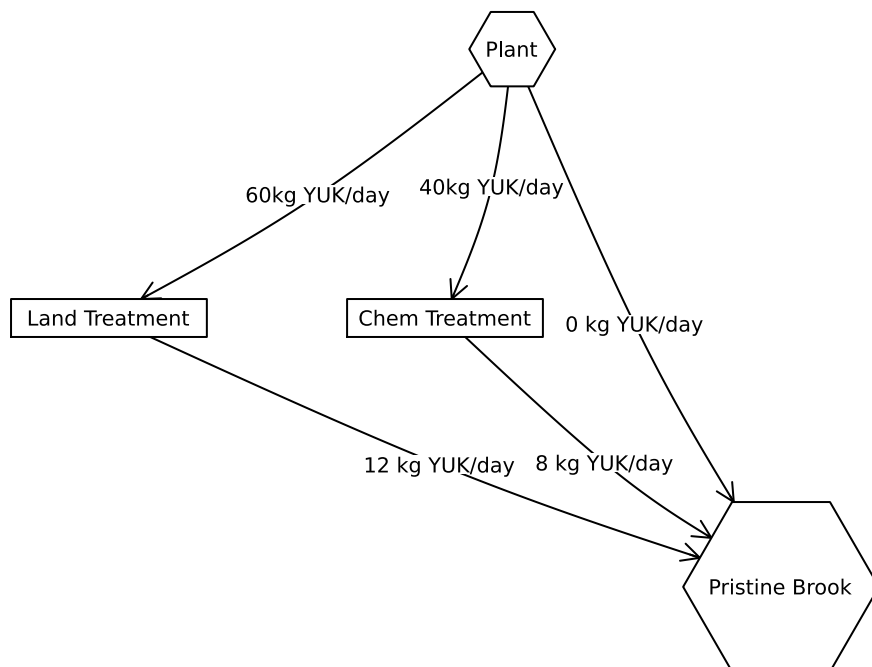 Plant
60kg YUK/day
40kg YUK/day
Land Treatment
Chem Treatment
0 kg YUK/day
12 kg YUK/day
8 kg YUK/day
Pristine Brook